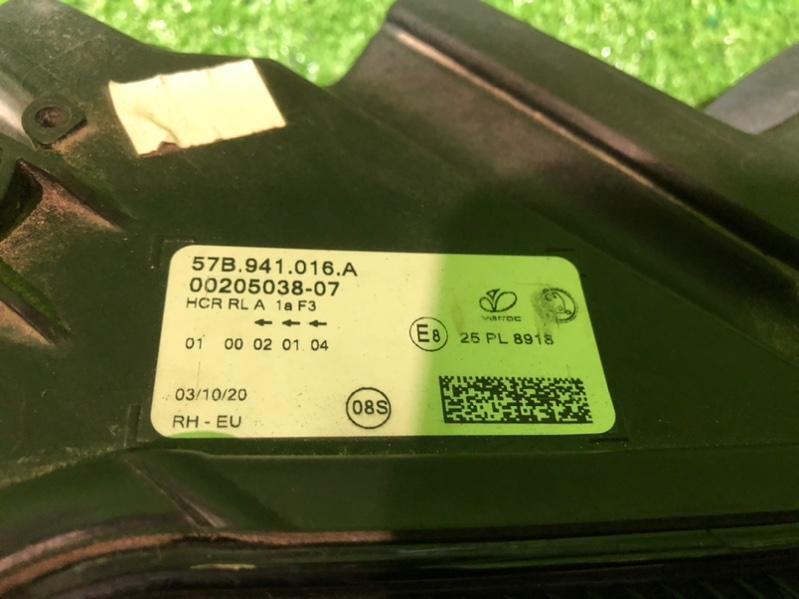 57B.941.016.A
00205038-07
HCR RL A 1a F3
← ← ←
01 00 02 01 04
03/10/20
RH - EU
08S
varroc
E8 25 PL 8918